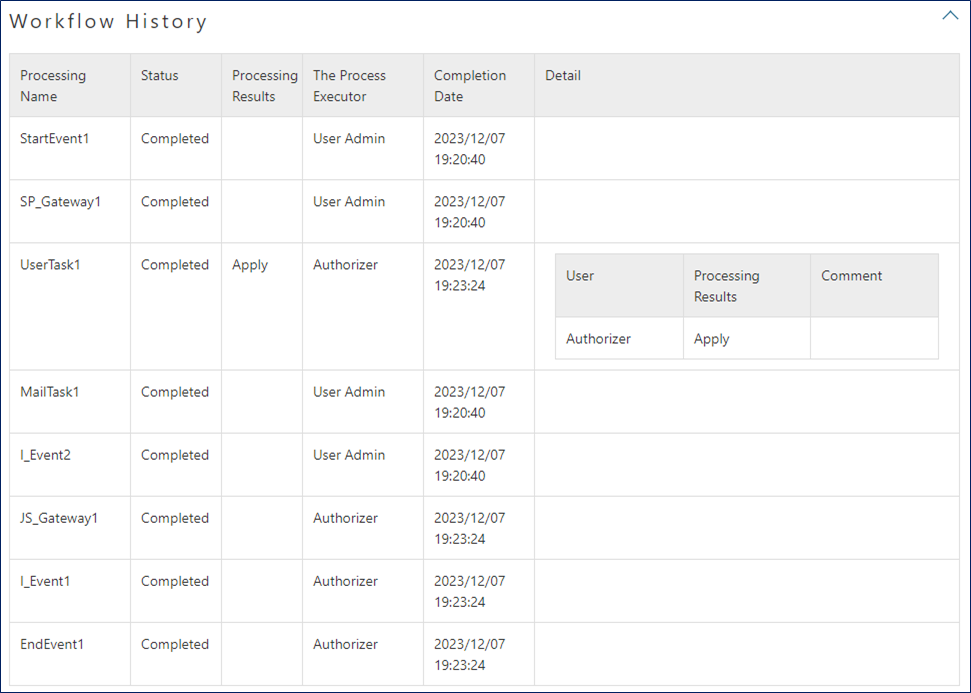 Workflow History
Processing Name Status Processing Results The Process Executor Completion Date Detail
StartEvent1 Completed User Admin 2023/12/07 19:20:40
SP_Gateway1 Completed User Admin 2023/12/07 19:20:40
UserTask1 Completed Apply Authorizer 2023/12/07 19:23:24
User Processing Results Comment
Authorizer Apply
MailTask1 Completed User Admin 2023/12/07 19:20:40
I_Event2 Completed User Admin 2023/12/07 19:20:40
JS_Gateway1 Completed Authorizer 2023/12/07 19:23:24
I_Event1 Completed Authorizer 2023/12/07 19:23:24
EndEvent1 Completed Authorizer 2023/12/07 19:23:24